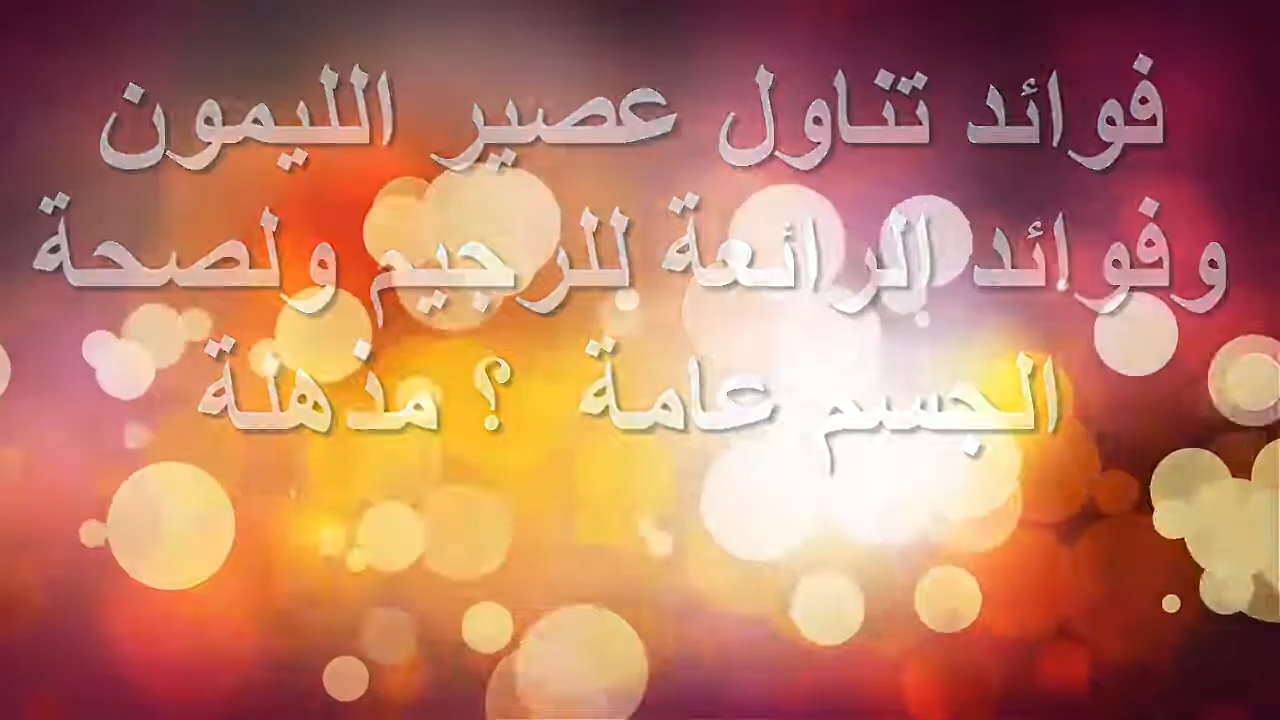 فوائد تناول عصير الليمون
وفوائد الرائعة للرجيم ولصحة
الجسم عامة ؟ مذهلة